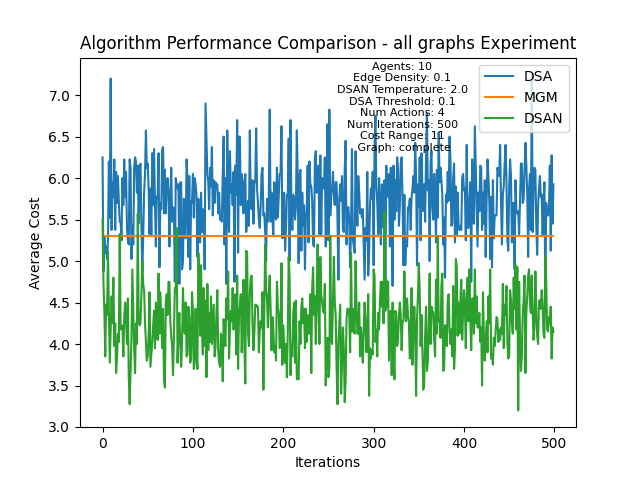 Algorithm Performance Comparison - all graphs Experiment
Agents: 10
Edge Density: 0.1
DSAN Temperature: 2.0
DSA Threshold: 0.1
Num Actions: 4
Num Iterations: 500
Cost Range: 11
Graph: complete
DSA
MGM
DSAN
Average Cost
7.0
6.5
6.0
5.5
5.0
4.5
4.0
3.5
3.0
0
100
200
300
400
500
Iterations